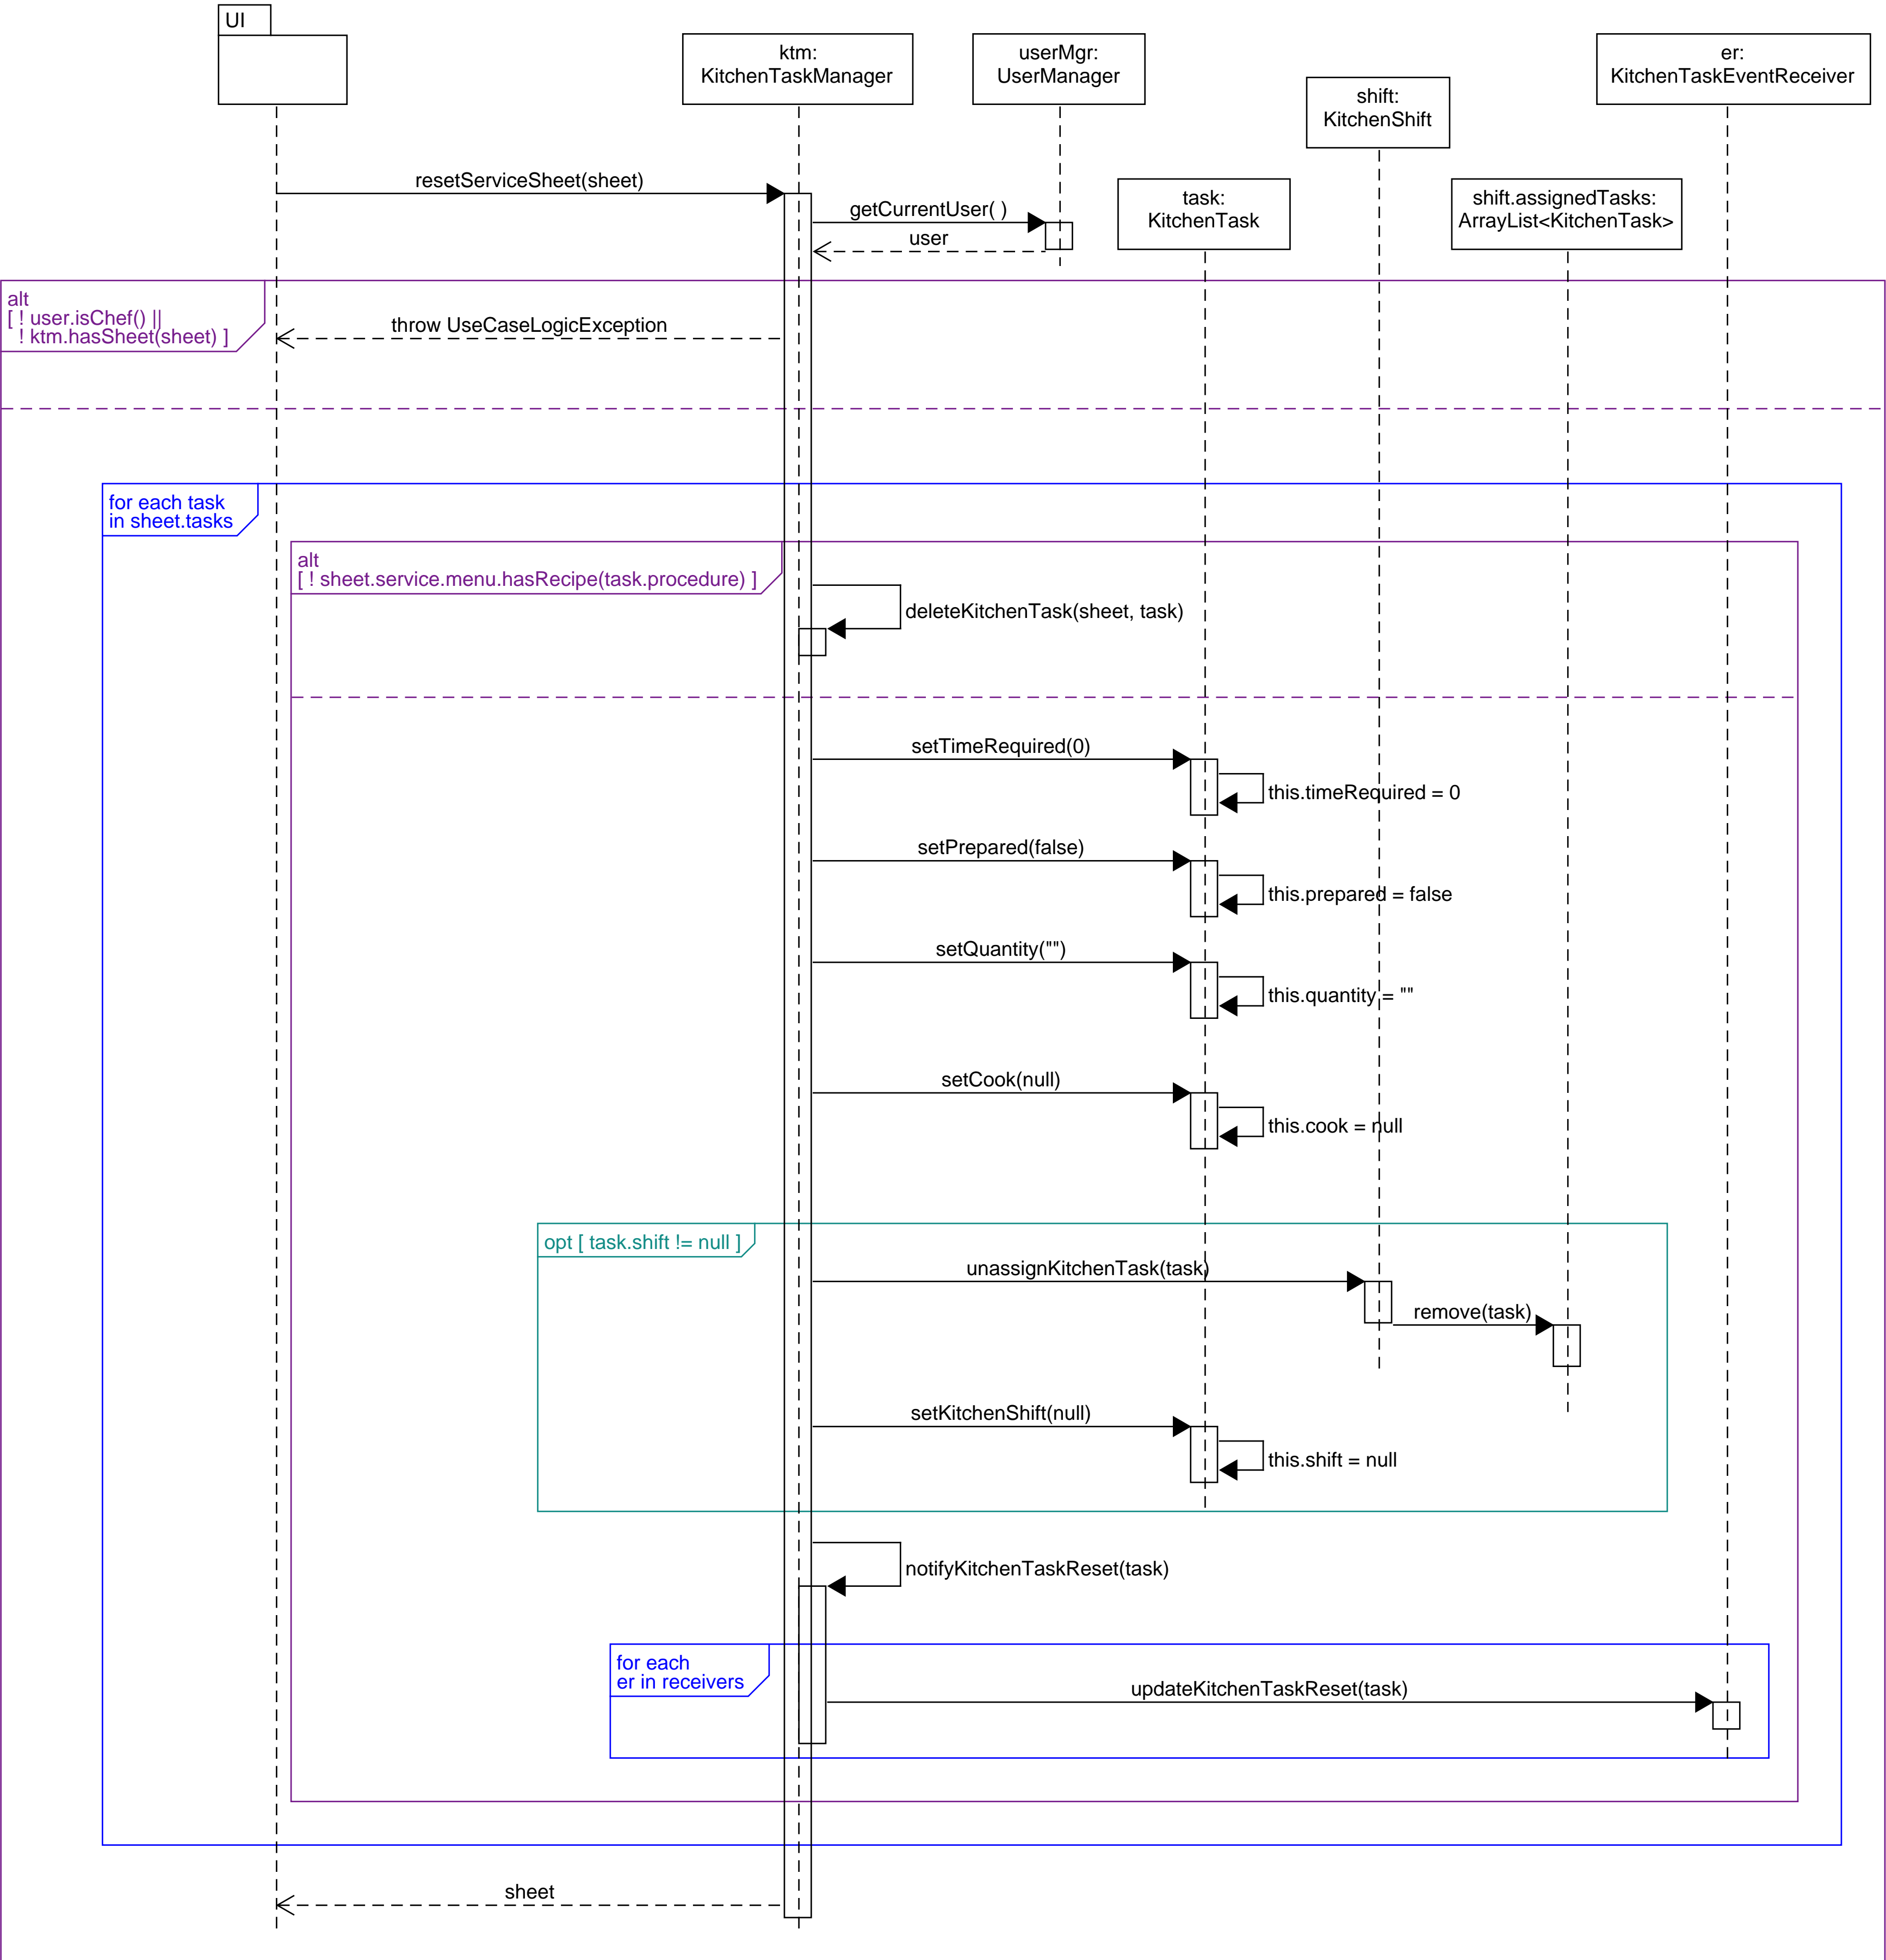 UI
ktm:
KitchenTaskManager
userMgr:
UserManager
er:
KitchenTaskEventReceiver
shift:
KitchenShift
task:
KitchenTask
shift.assignedTasks:
ArrayList<KitchenTask>
resetServiceSheet(sheet)
getCurrentUser( )
user
alt
[ ! user.isChef() ||
! ktm.hasSheet(sheet) ]
throw UseCaseLogicException
for each task
in sheet.tasks
alt
[ ! sheet.service.menu.hasRecipe(task.procedure) ]
deleteKitchenTask(sheet, task)
setTimeRequired(0)
this.timeRequired = 0
setPrepared(false)
this.prepared = false
setQuantity("")
this.quantity = ""
setCook(null)
this.cook = null
opt [ task.shift != null ]
unassignKitchenTask(task)
remove(task)
setKitchenShift(null)
this.shift = null
notifyKitchenTaskReset(task)
for each
er in receivers
updateKitchenTaskReset(task)
sheet